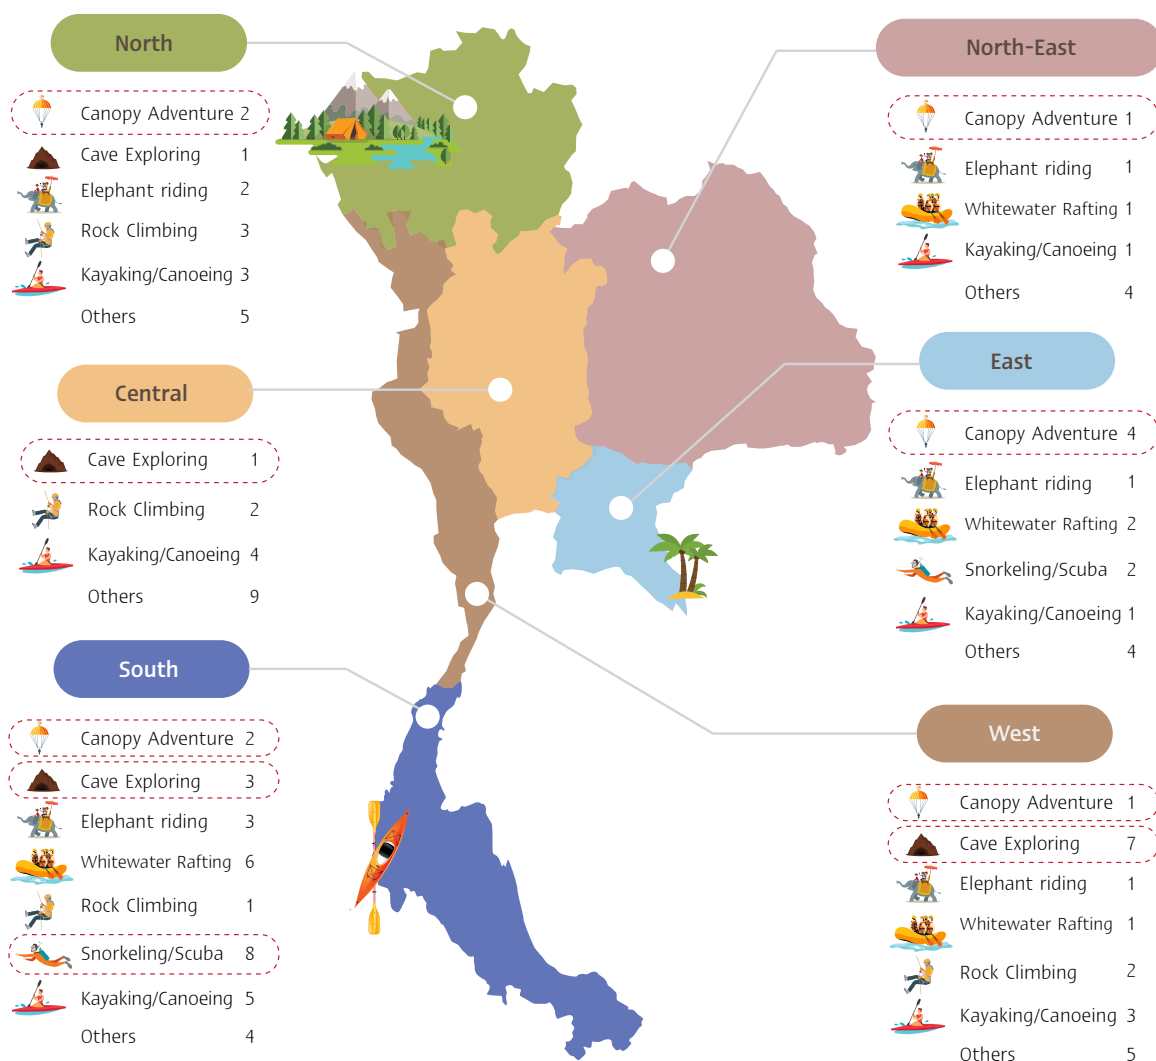 North
Canopy Adventure 2
Cave Exploring 1
Elephant riding 2
Rock Climbing 3
Kayaking/Canoeing 3
Others 5
Central
Cave Exploring 1
Rock Climbing 2
Kayaking/Canoeing 4
Others 9
South
Canopy Adventure 2
Cave Exploring 3
Elephant riding 3
Whitewater Rafting 6
Rock Climbing 1
Snorkeling/Scuba 8
Kayaking/Canoeing 5
Others 4
North-East
Canopy Adventure 1
Elephant riding 1
Whitewater Rafting 1
Kayaking/Canoeing 1
Others 4
East
Canopy Adventure 4
Elephant riding 1
Whitewater Rafting 2
Snorkeling/Scuba 2
Kayaking/Canoeing 1
Others 4
West
Canopy Adventure 1
Cave Exploring 7
Elephant riding 1
Whitewater Rafting 1
Rock Climbing 2
Kayaking/Canoeing 3
Others 5